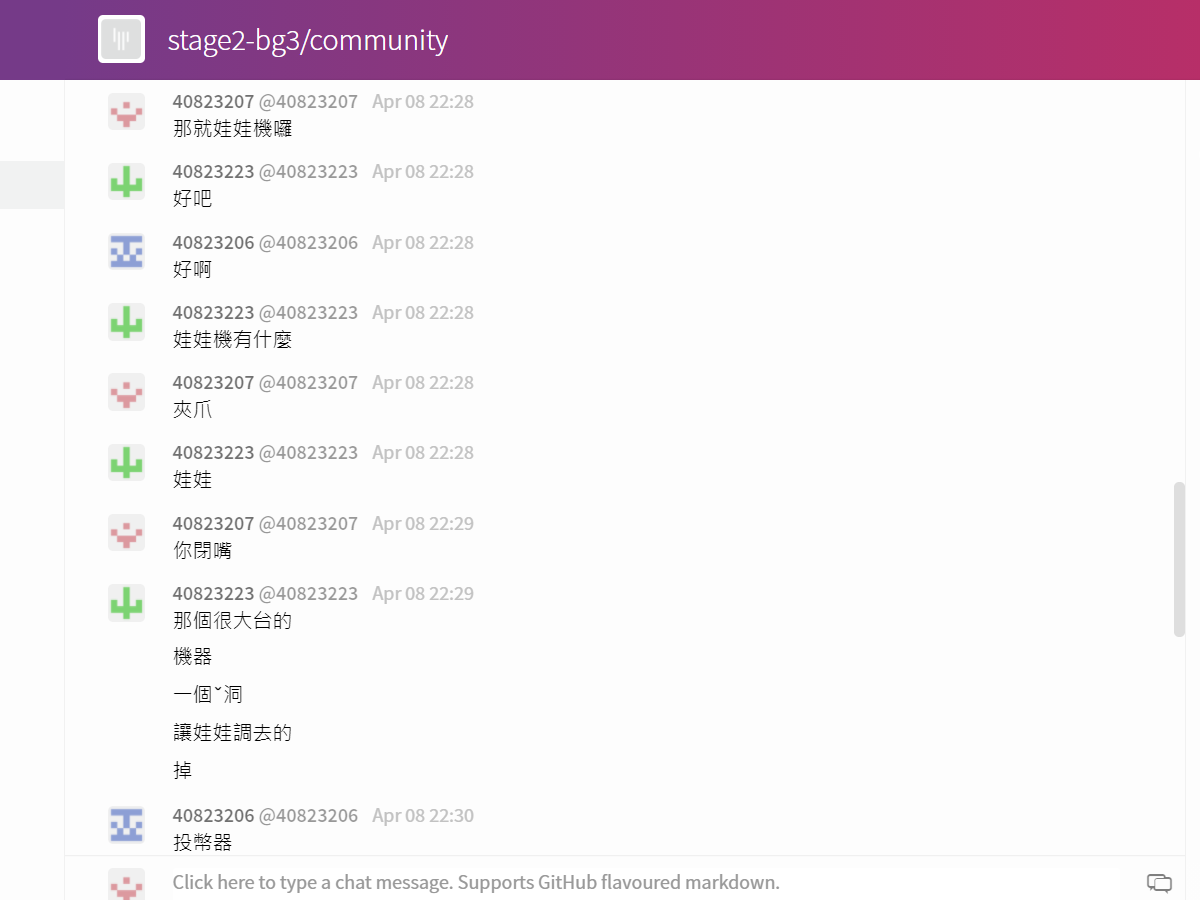 stage2-bg3/community
40823207 @40823207 Apr 08 22:28
那就娃娃機囉
40823223 @40823223 Apr 08 22:28
好吧
40823206 @40823206 Apr 08 22:28
好啊
40823223 @40823223 Apr 08 22:28
娃娃機有什麼
40823207 @40823207 Apr 08 22:28
夾爪
40823223 @40823223 Apr 08 22:28
娃娃
40823207 @40823207 Apr 08 22:29
你閉嘴
40823223 @40823223 Apr 08 22:29
那個很大台的
機器
一個ˇ洞
讓娃娃調去的
掉
40823206 @40823206 Apr 08 22:30
投幣器
Click here to type a chat message. Supports GitHub flavoured markdown.